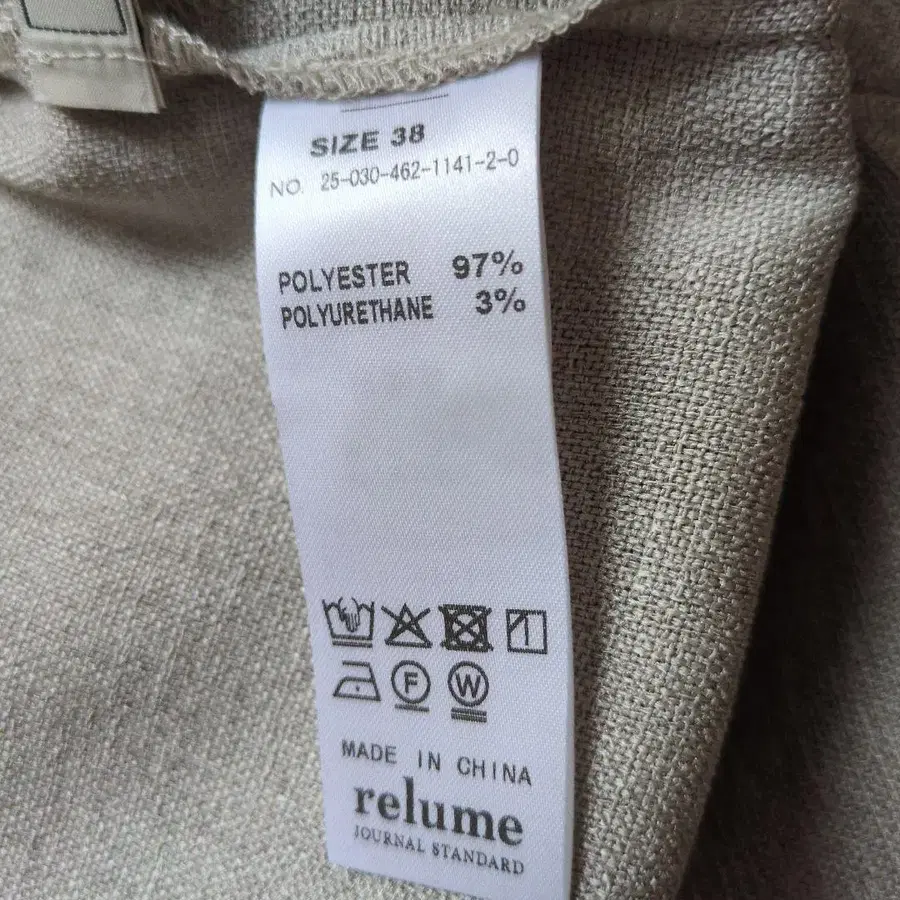 SIZE 38
NO. 25-030-462-1141-2-0
POLYESTER 97%
POLYURETHANE 3%
F W
MADE IN CHINA
relume
JOURNAL STANDARD